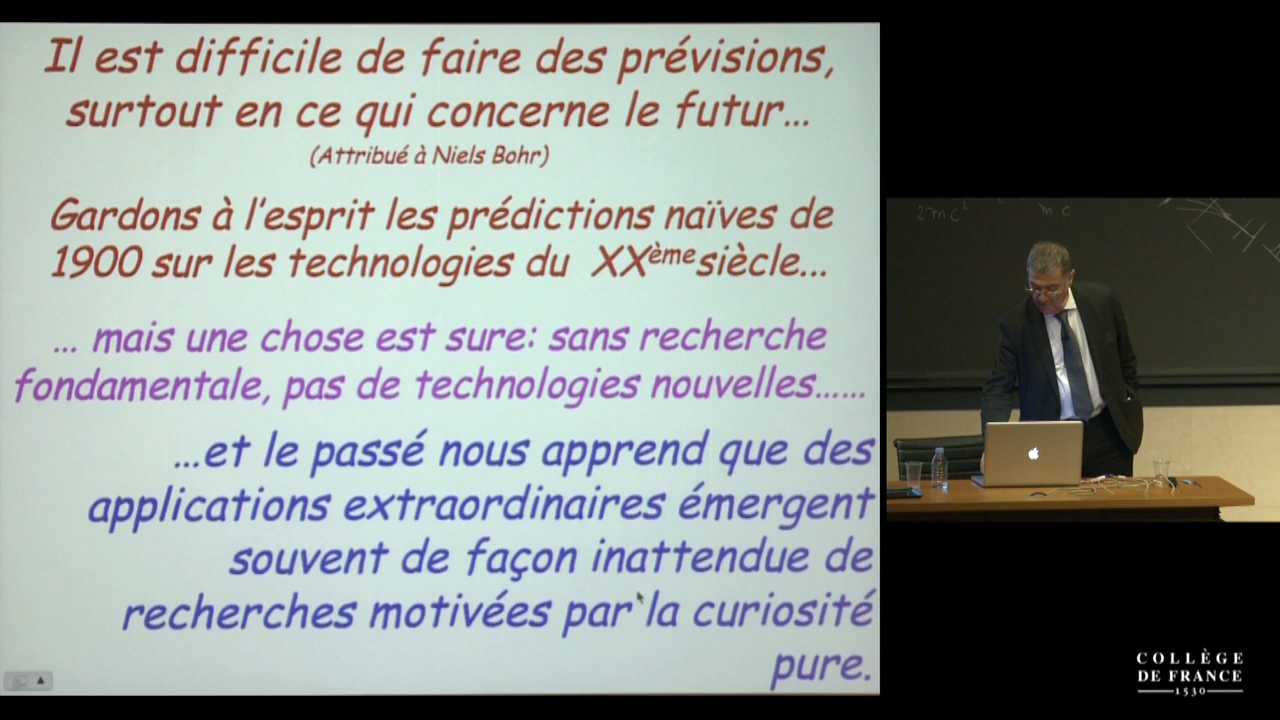 Il est difficile de faire des prévisions,
surtout en ce qui concerne le futur...
(Attribué à Niels Bohr)
Gardons à l'esprit les prédictions naïves de
1900 sur les technologies du XXème siècle...
... mais une chose est sure: sans recherche
fondamentale, pas de technologies nouvelles......
...et le passé nous apprend que des
applications extraordinaires émergent
souvent de façon inattendue de
recherches motivées par la curiosité
pure.
2mc²
mc
COLLÈGE
DE FRANCE
1530